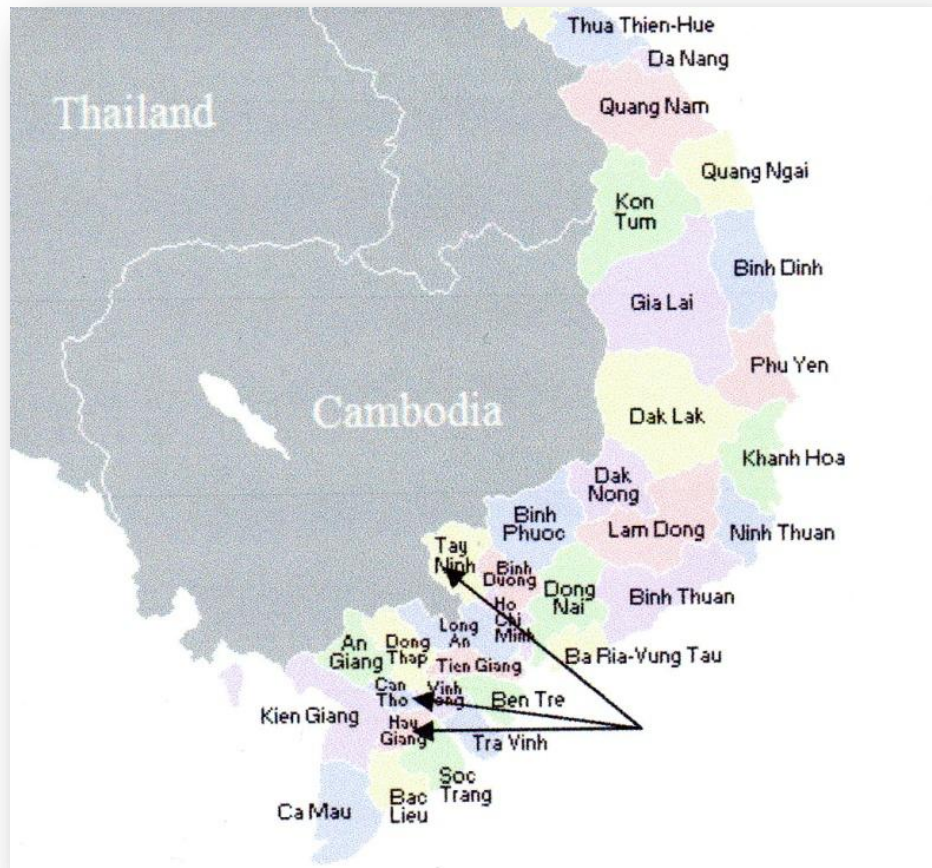 Thua Thien-Hue
Da Nang
Thailand
Quang Nam
Quang Ngai
Kon
Tum
Binh Dinh
Gia Lai
Phu Yen
Cambodia
Dak Lak
Khanh Hoa
Dak
Nong
Binh
Phuoc
Lam Dong
Ninh Thuan
Tay
Ninh
Binh
Duong
Dong
Nai
Binh Thuan
Ho
Chi
Minh
Long
An
An
Giang
Dong
Thap
Tien Giang
Ba Ria-Vung Tau
Can
Tho
Vinh
Ben Tre
Kien Giang
Hau
Giang
Tra Vinh
Soc
Trang
Ca Mau
Bac
Lieu